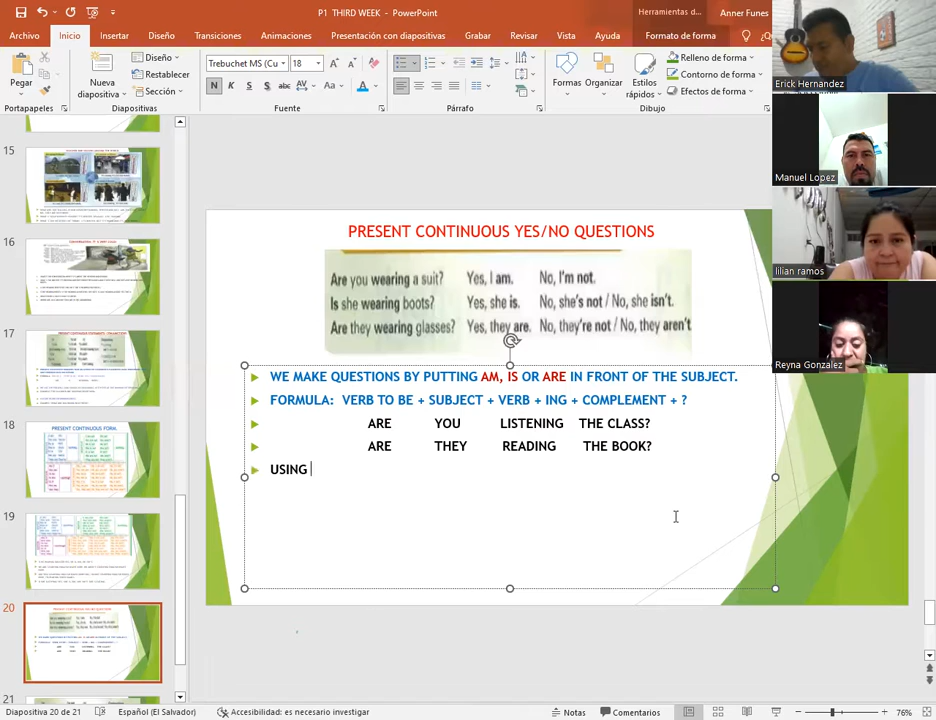 P1 THIRD WEEK - PowerPoint
Herramientas d...
Anner Funes
Archivo Inicio Insertar Diseño Transiciones Animaciones Presentación con diapositivas Grabar Revisar Vista Ayuda Formato de forma
Pegar
Nueva diapositiva
Diseño
Restablecer
Sección
Trebuchet MS (Cu 18
N K S abc AV Aa A
Formas
Organizar
Estilos rápidos
Relleno de forma
Contorno de forma
Efectos de forma
Portapapeles Diapositivas Fuente Párrafo Dibujo
Erick Hernandez
Manuel Lopez
lilian ramos
Reyna Gonzalez
15
16
17
18
PRESENT CONTINUOUS FORM.
19
20
21
PRESENT CONTINUOUS YES/NO QUESTIONS
Are you wearing a suit? Yes, I am. No, I'm not.
Is she wearing boots? Yes, she is. No, she's not / No, she isn't.
Are they wearing glasses? Yes, they are. No, they're not / No, they aren't
WE MAKE QUESTIONS BY PUTTING AM, IS OR ARE IN FRONT OF THE SUBJECT.
FORMULA: VERB TO BE + SUBJECT + VERB + ING + COMPLEMENT + ?
ARE YOU LISTENING THE CLASS?
ARE THEY READING THE BOOK?
USING
Diapositiva 20 de 21 Español (El Salvador) Accesibilidad: es necesario investigar Notas Comentarios 76%